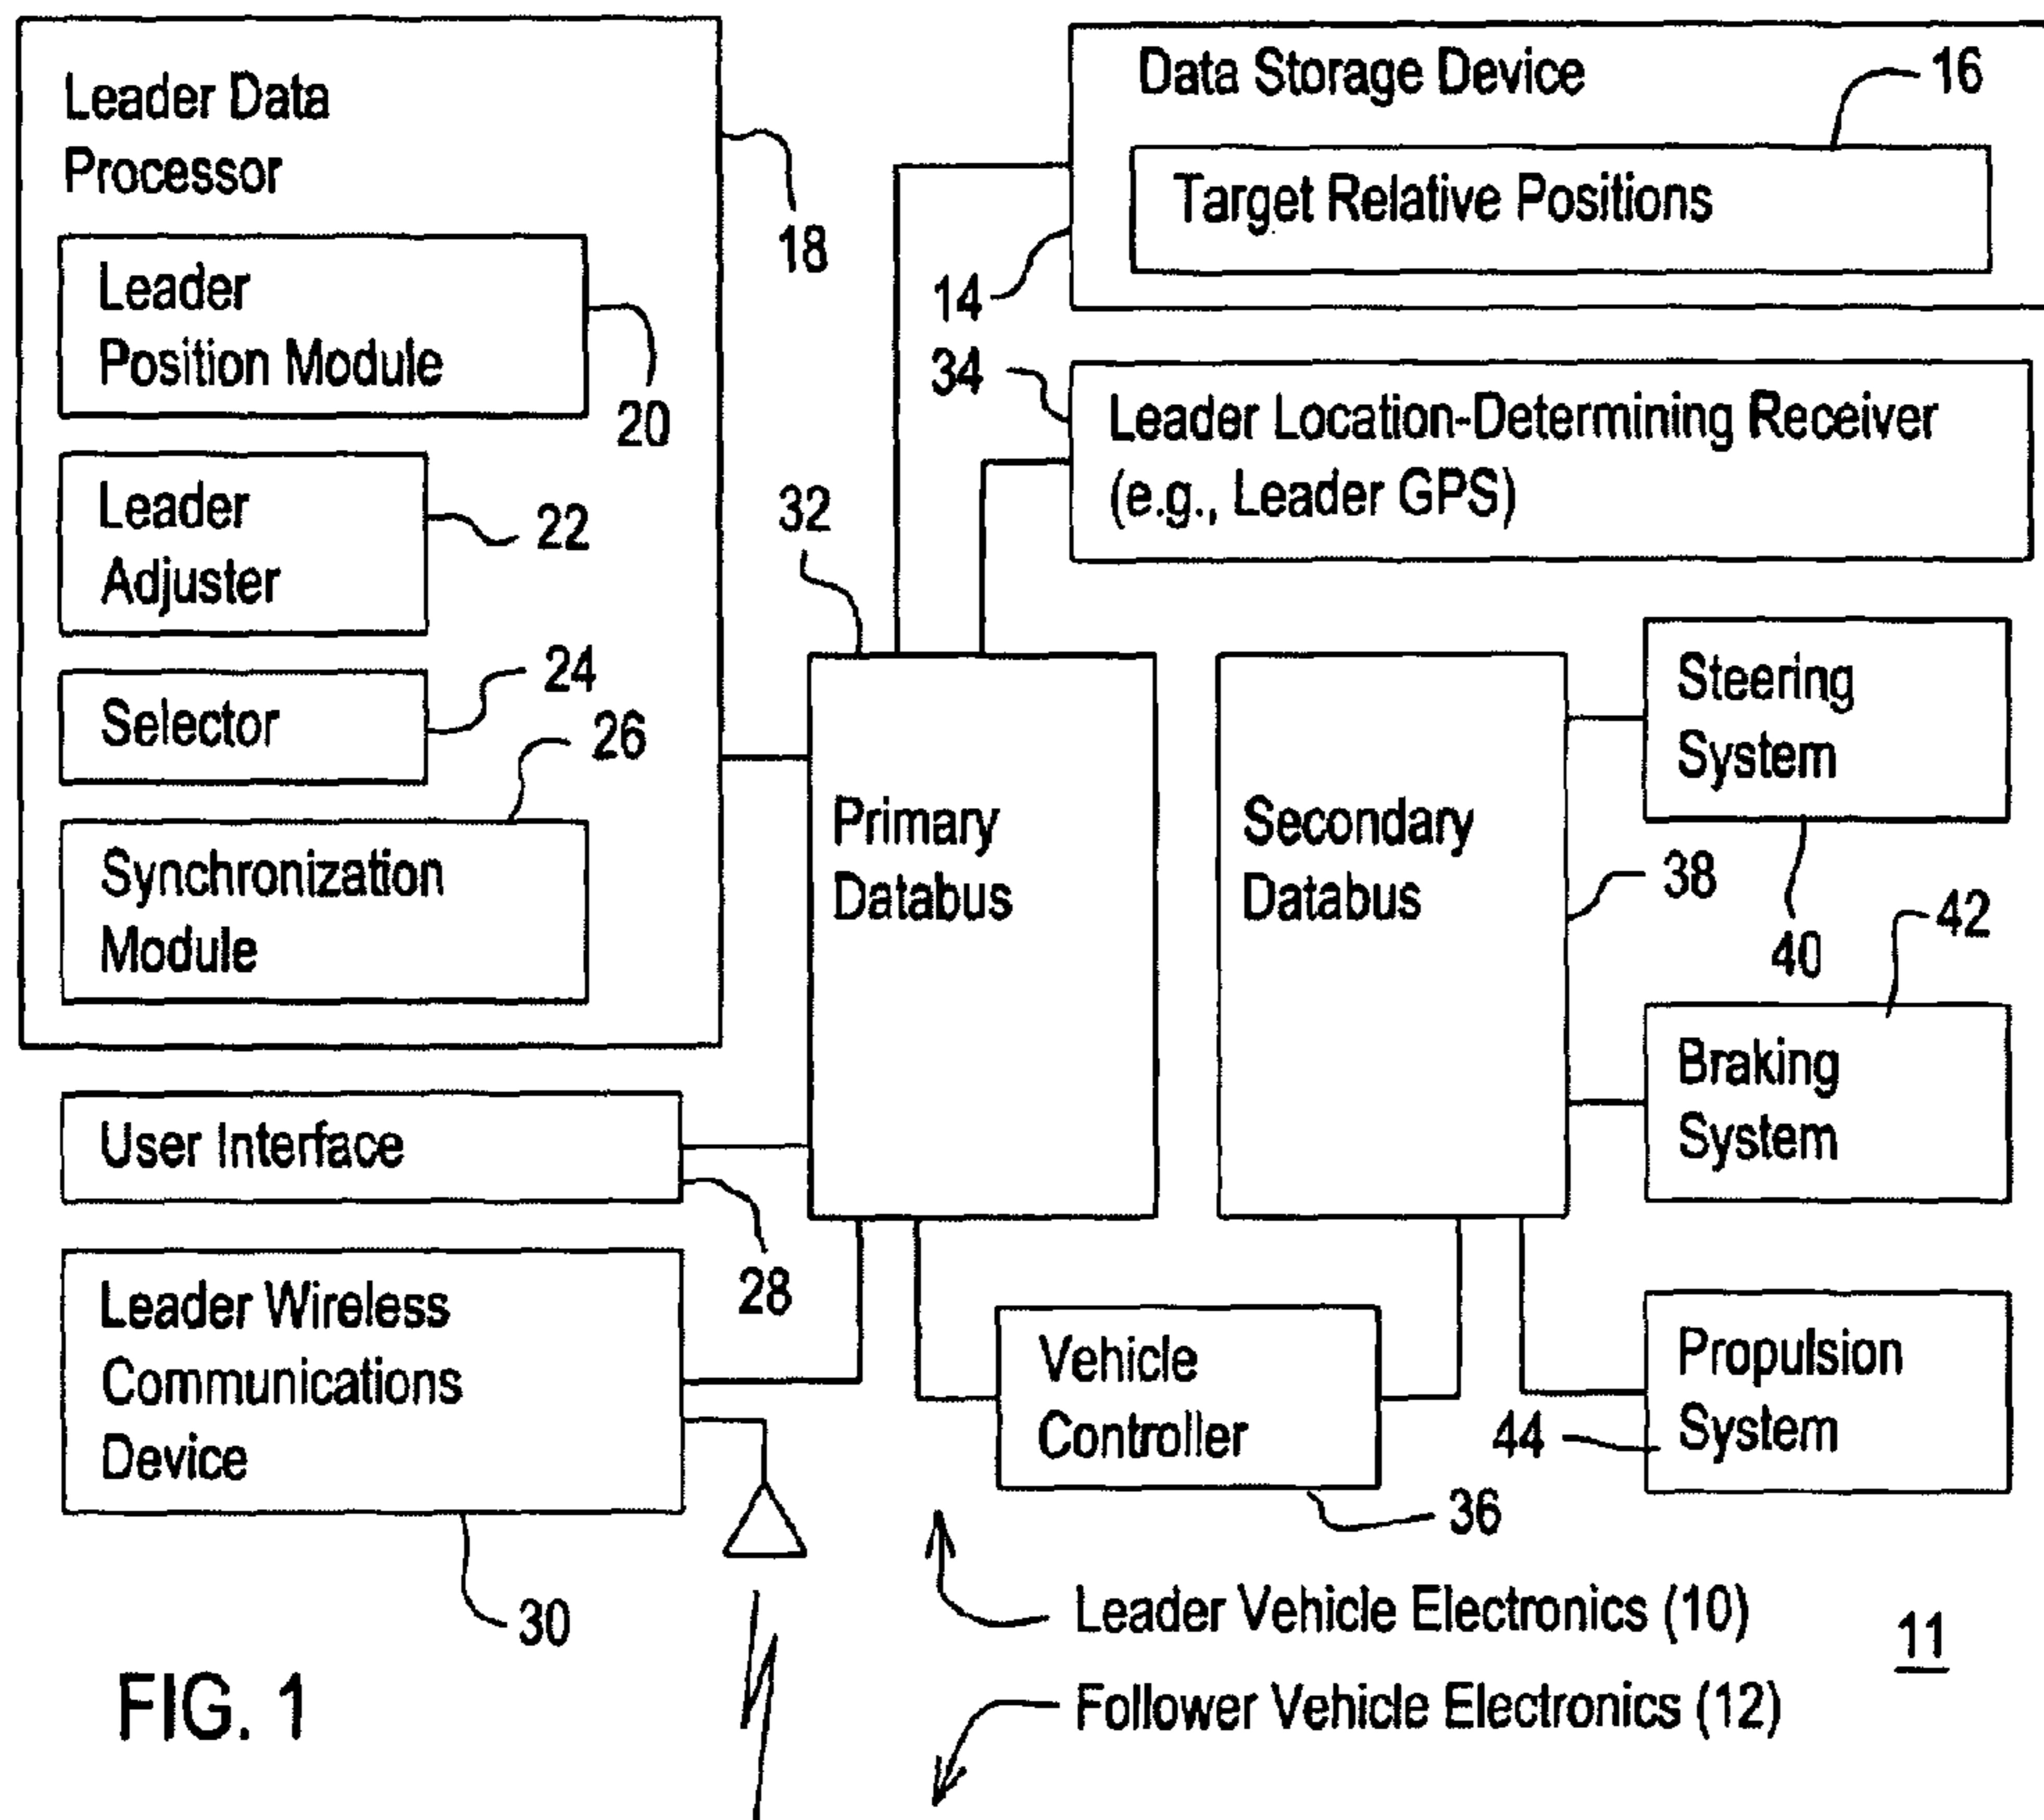 Leader Data
Processor
18
Leader
Position Module
20
Leader
Adjuster
22
Selector
24
26
Synchronization
Module
User Interface
28
Leader Wireless
Communications
Device
30
Data Storage Device
16
Target Relative Positions
14
34
Leader Location-Determining Receiver
(e.g., Leader GPS)
32
Primary
Databus
Secondary
Databus
38
Steering
System
40
42
Braking
System
Propulsion
System
44
Vehicle
Controller
36
Leader Vehicle Electronics (10)
11
Follower Vehicle Electronics (12)
FIG. 1